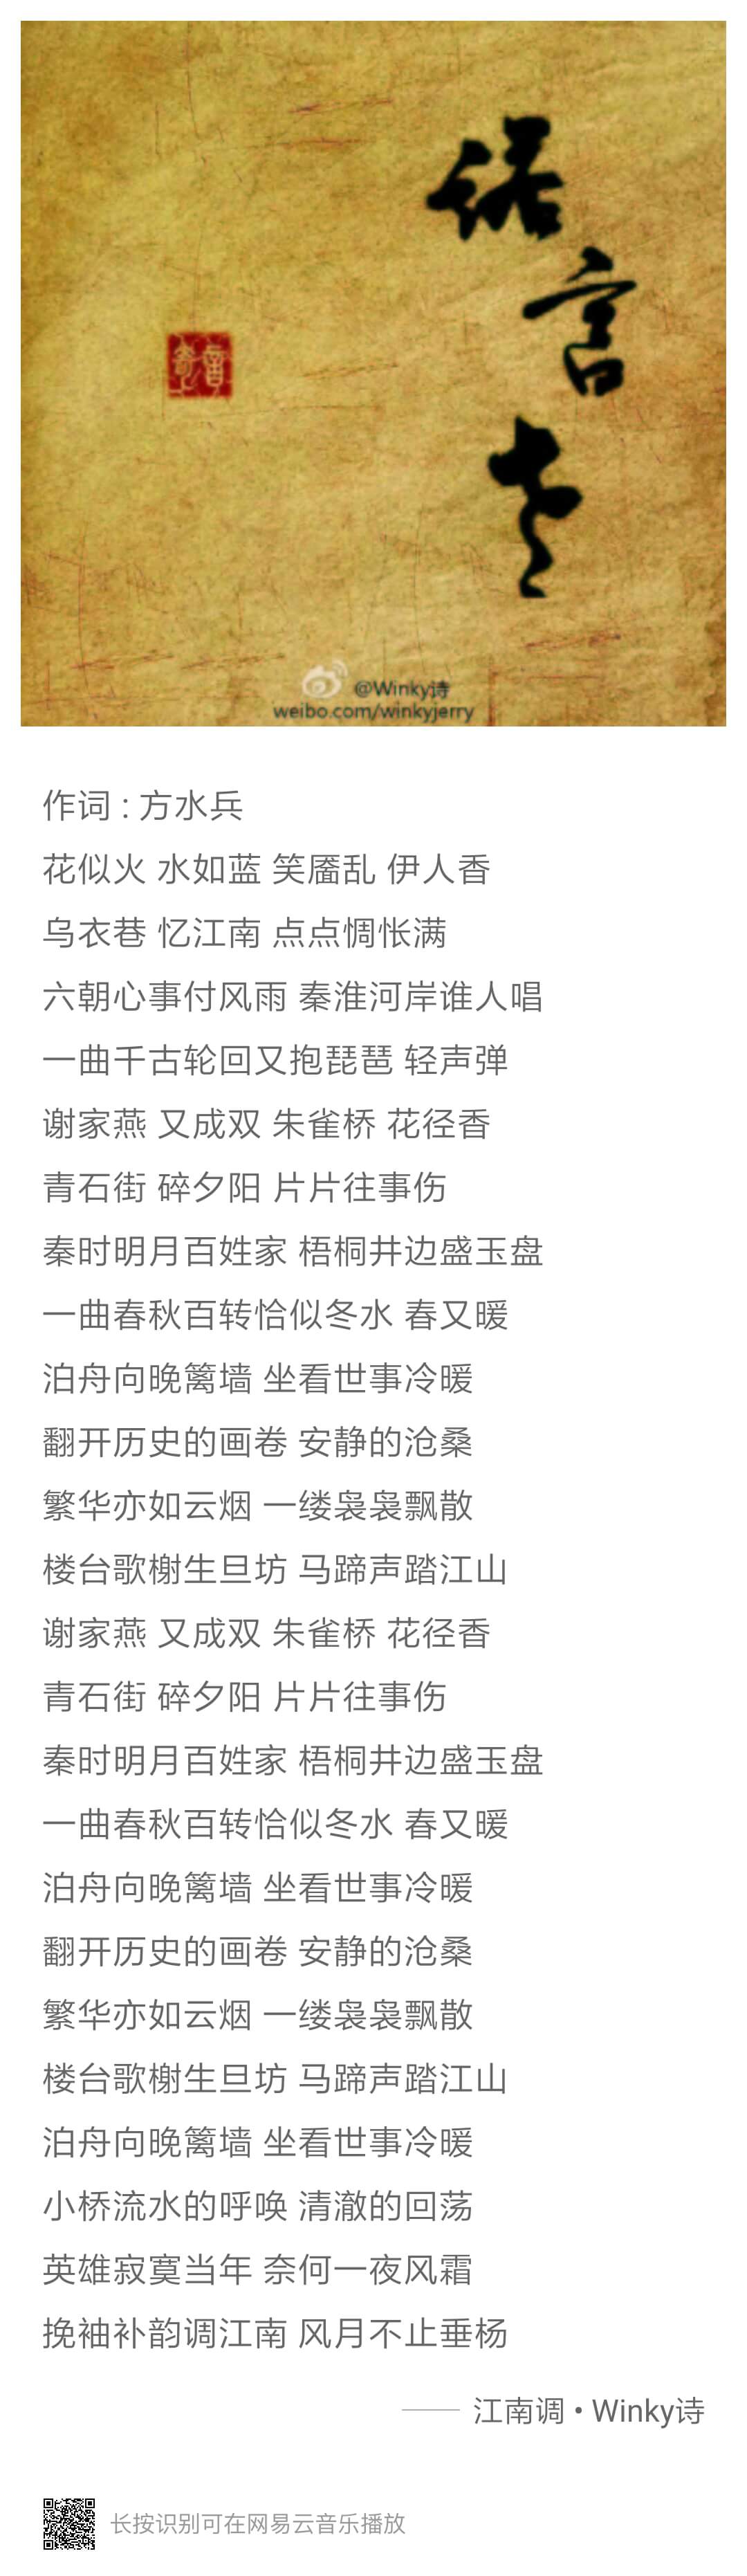 偌言老
@Winky诗
weibo.com/winkyjerry
作词 : 方水兵
花似火 水如蓝 笑靥乱 伊人香
乌衣巷 忆江南 点点惆怅满
六朝心事付风雨 秦淮河岸谁人唱
一曲千古轮回又抱琵琶 轻声弹
谢家燕 又成双 朱雀桥 花径香
青石街 碎夕阳 片片往事伤
秦时明月百姓家 梧桐井边盛玉盘
一曲春秋百转恰似冬水 春又暖
泊舟向晚篱墙 坐看世事冷暖
翻开历史的画卷 安静的沧桑
繁华亦如云烟 一缕袅袅飘散
楼台歌榭生旦坊 马蹄声踏江山
谢家燕 又成双 朱雀桥 花径香
青石街 碎夕阳 片片往事伤
秦时明月百姓家 梧桐井边盛玉盘
一曲春秋百转恰似冬水 春又暖
泊舟向晚篱墙 坐看世事冷暖
翻开历史的画卷 安静的沧桑
繁华亦如云烟 一缕袅袅飘散
楼台歌榭生旦坊 马蹄声踏江山
泊舟向晚篱墙 坐看世事冷暖
小桥流水的呼唤 清澈的回荡
英雄寂寞当年 奈何一夜风霜
挽袖补韵调江南 风月不止垂杨
江南调 • Winky诗
长按识别可在网易云音乐播放